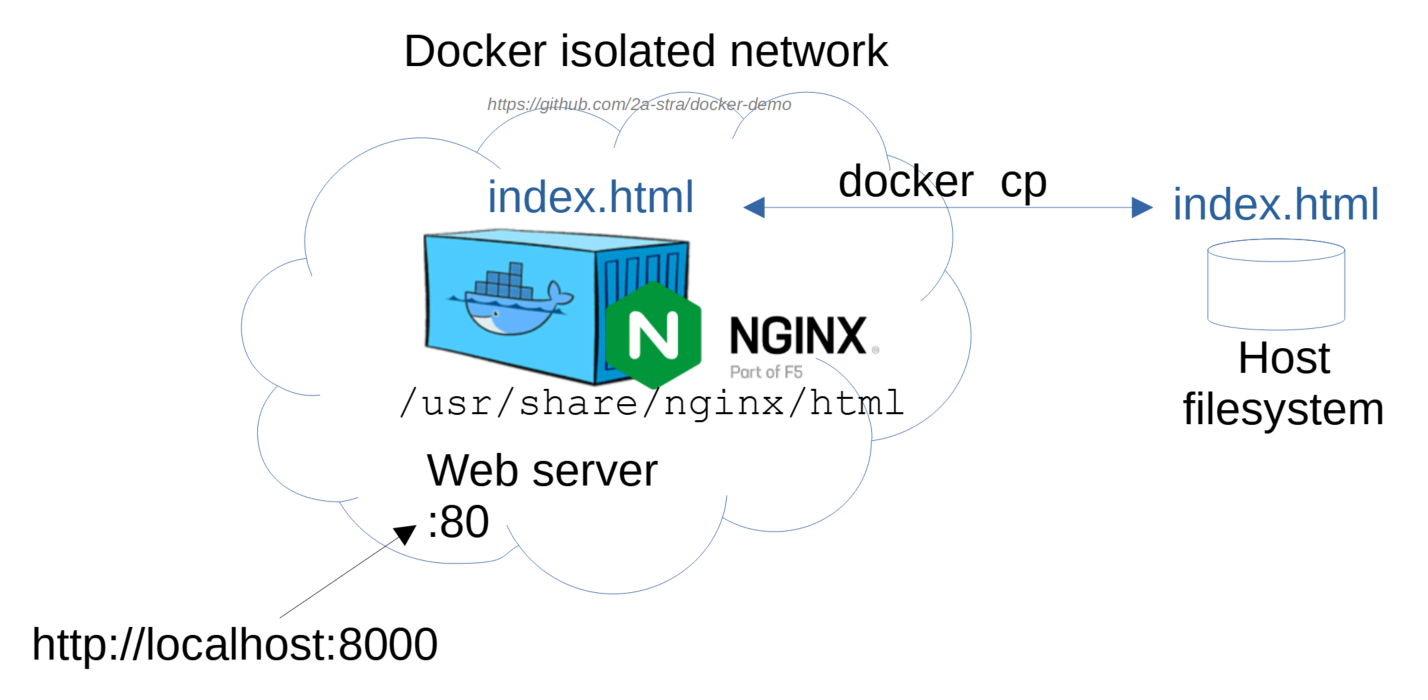 Docker isolated network
https://github.com/2a-stra/docker-demo
index.html
docker cp
index.html
N
NGINX®
Part of F5
/usr/share/nginx/html
Host
filesystem
Web server
:80
http://localhost:8000